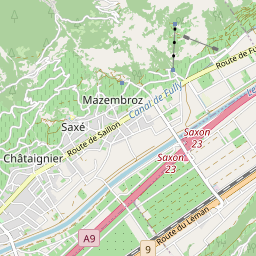 Route de Fu
Mazembroz
Canal de Fully
Saxé
Route de Saillon
Saxon
23
Châtaignier
Saxon
23
A9
9
Route du Léman